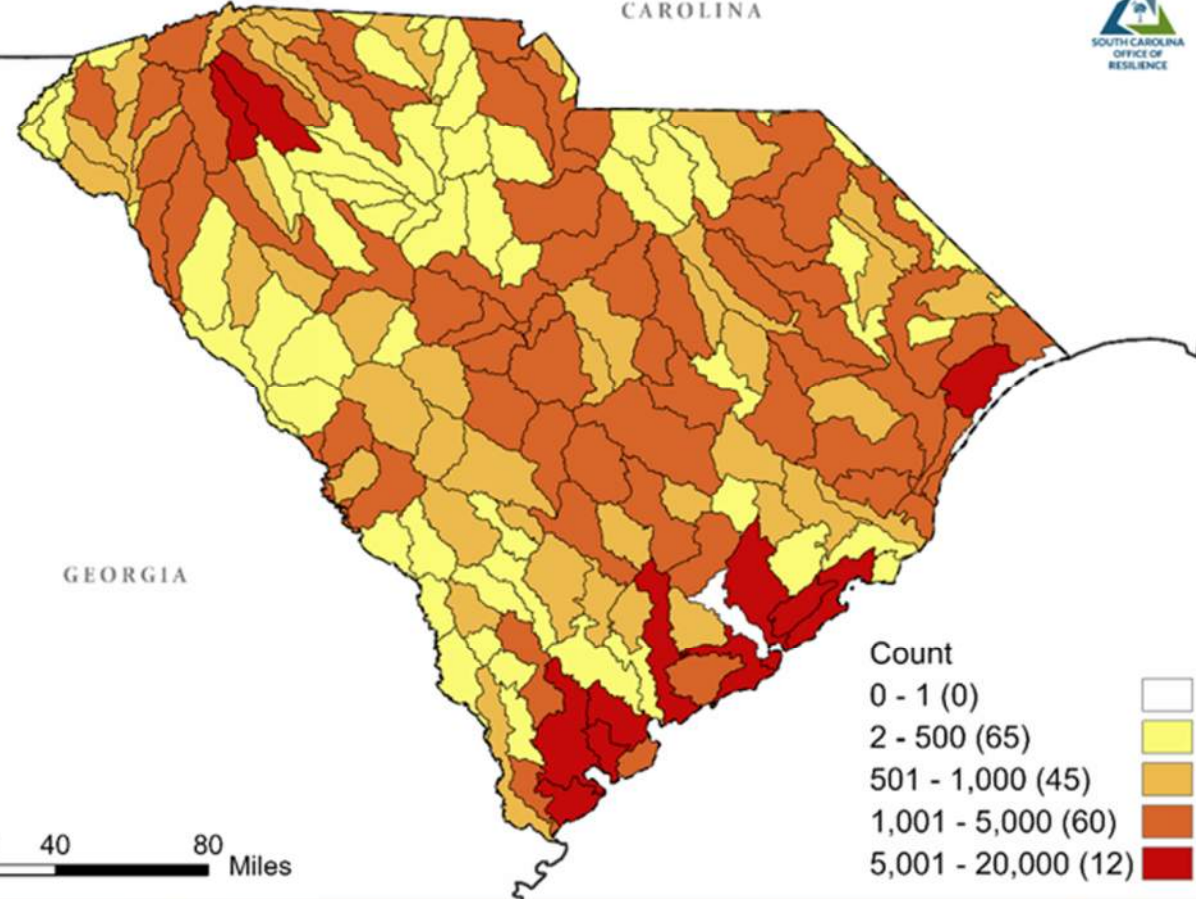 CAROLINA
SOUTH CAROLINA
OFFICE OF
RESILIENCE
GEORGIA
Count
0 - 1 (0)
2 - 500 (65)
501 - 1,000 (45)
1,001 - 5,000 (60)
5,001 - 20,000 (12)
40 80 Miles